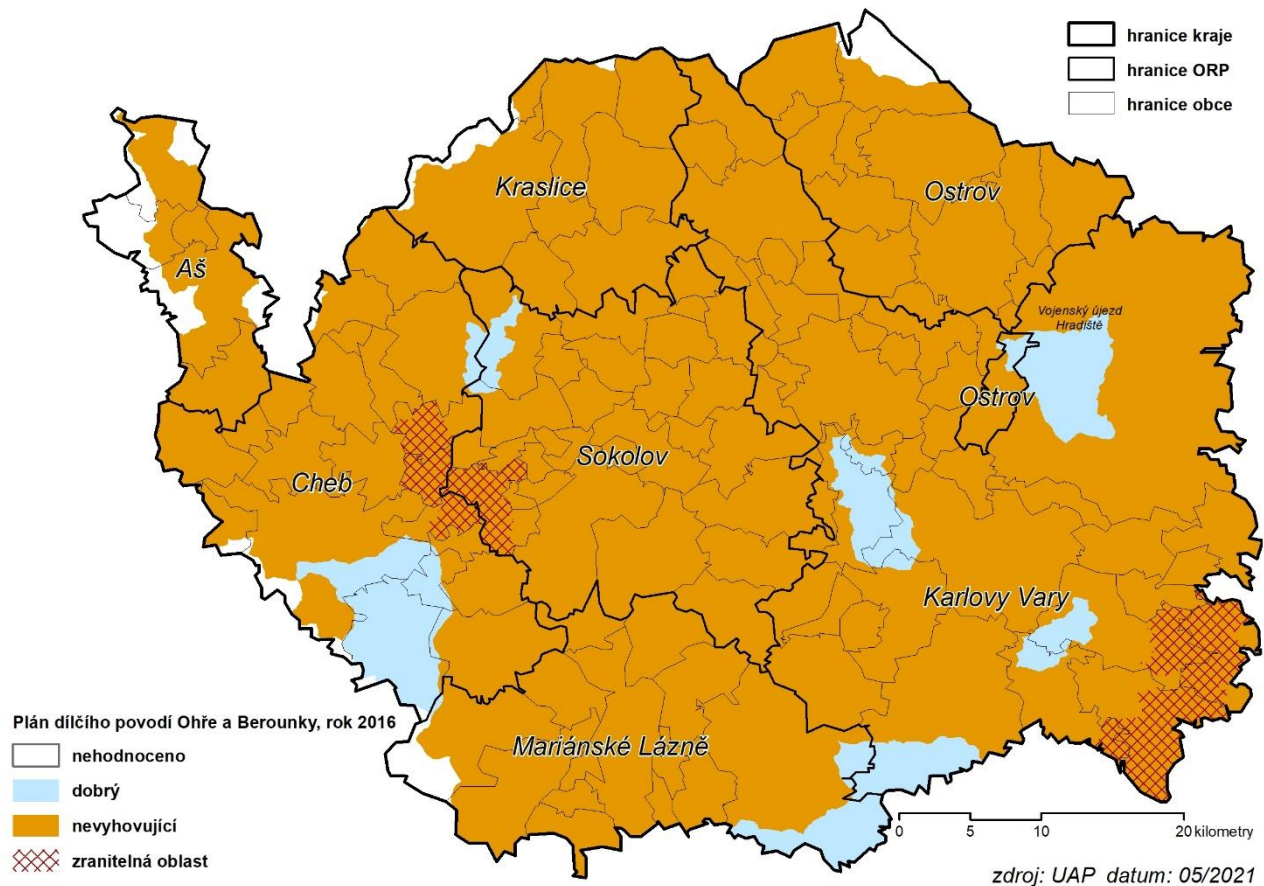 hranice kraje
hranice ORP
hranice obce
Kraslice
Ostrov
Aš
Vojenský újezd
Hradiště
Ostrov
Sokolov
Cheb
Karlovy Vary
Mariánské Lázně
Plán dílčího povodí Ohře a Berounky, rok 2016
nehodnoceno
dobrý
nevyhovující
zranitelná oblast
0 5 10 20 kilometry
zdroj: UAP datum: 05/2021